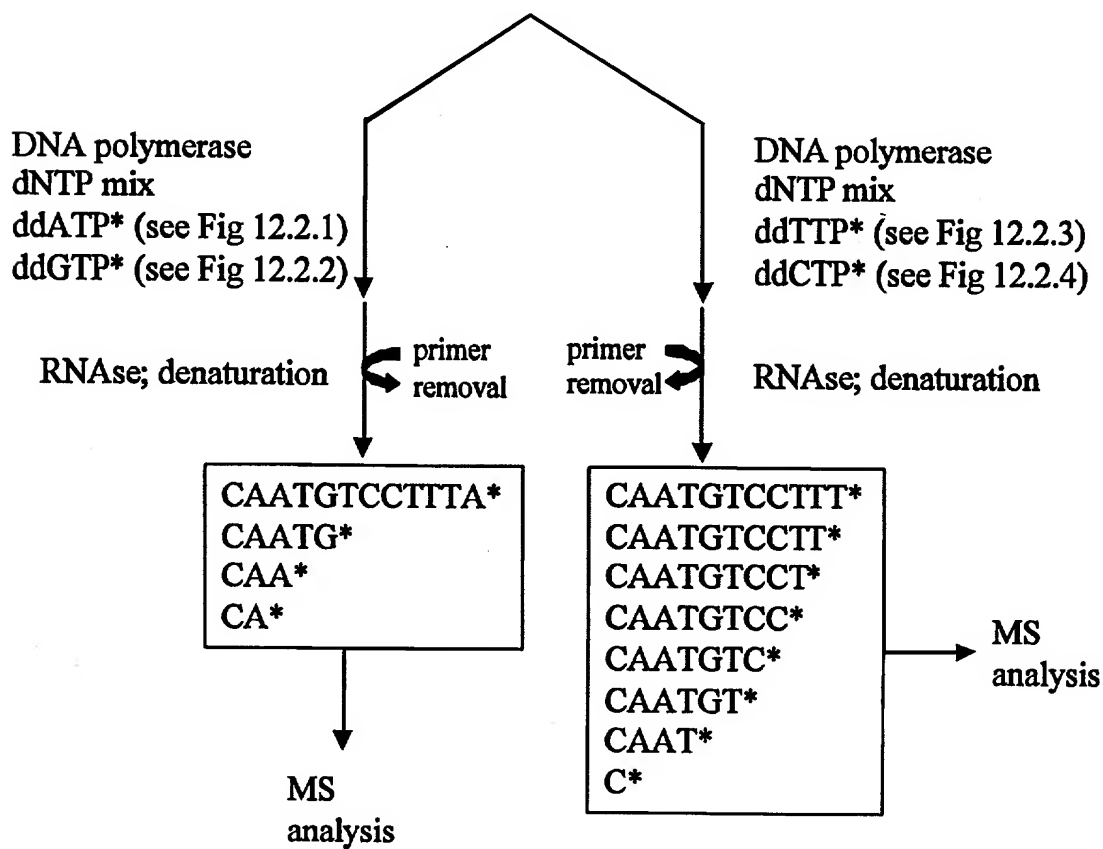 DNA polymerase
dNTP mix
ddATP* (see Fig 12.2.1)
ddGTP* (see Fig 12.2.2)
DNA polymerase
dNTP mix
ddTTP* (see Fig 12.2.3)
ddCTP* (see Fig 12.2.4)
RNAse; denaturation
primer
removal
primer
removal
RNAse; denaturation
CAATGTCCTTTA*
CAATG*
CAA*
CA*
MS
analysis
CAATGTCCTTT*
CAATGTCCTT*
CAATGTCCT*
CAATGTCC*
CAATGTC*
CAATGT*
CAAT*
C*
MS
analysis